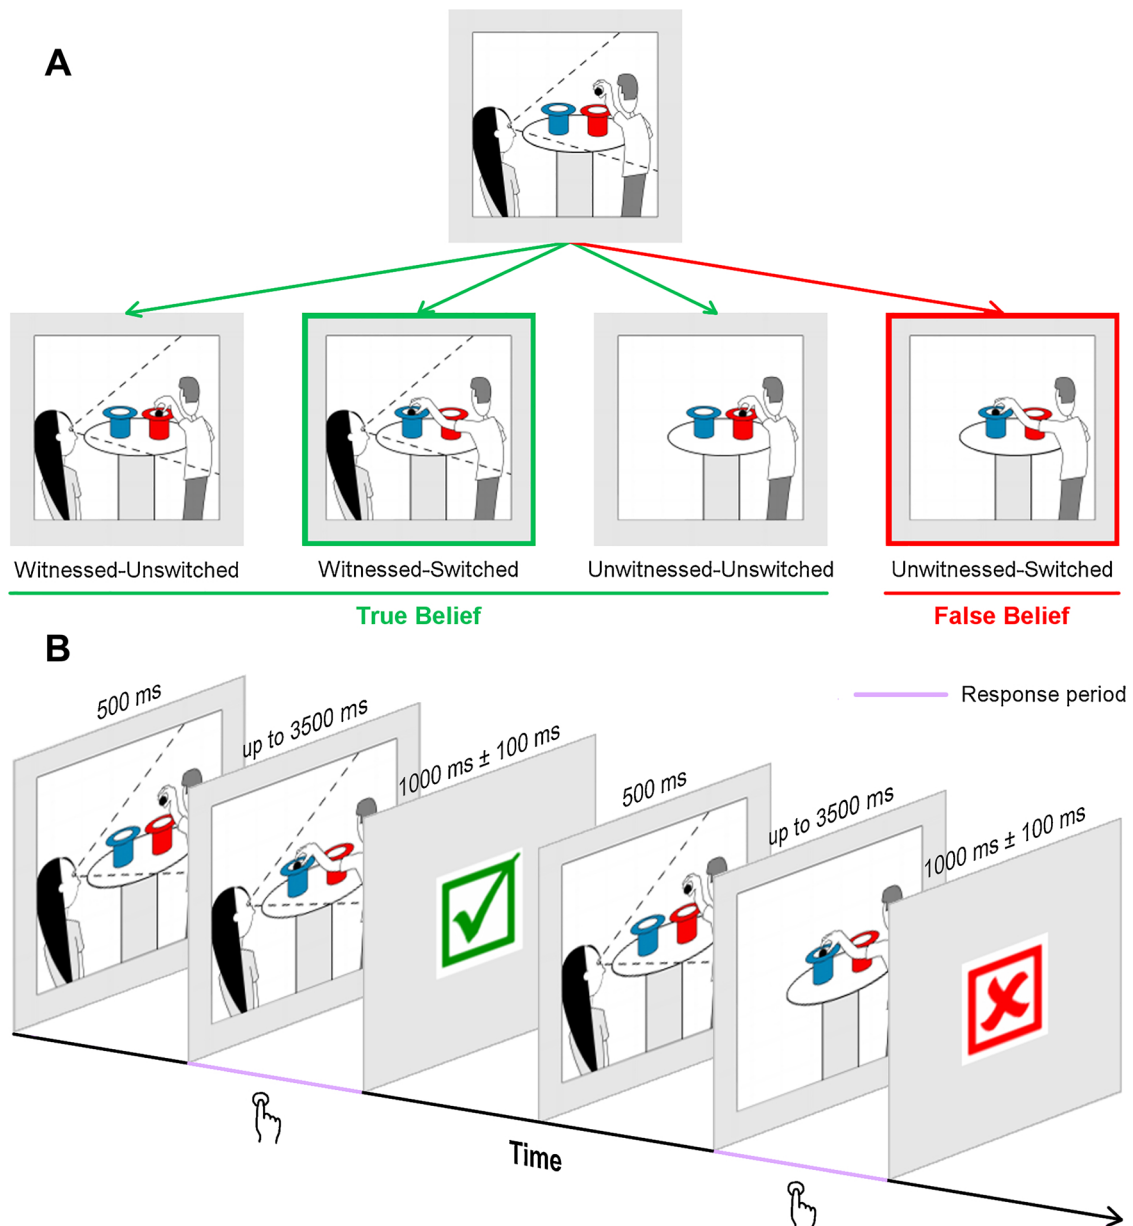 A
Witnessed-Unswitched
Witnessed-Switched
Unwitnessed-Unswitched
Unwitnessed-Switched
True Belief
False Belief
B
Response period
500 ms
up to 3500 ms
1000 ms ± 100 ms
500 ms
up to 3500 ms
1000 ms ± 100 ms
Time